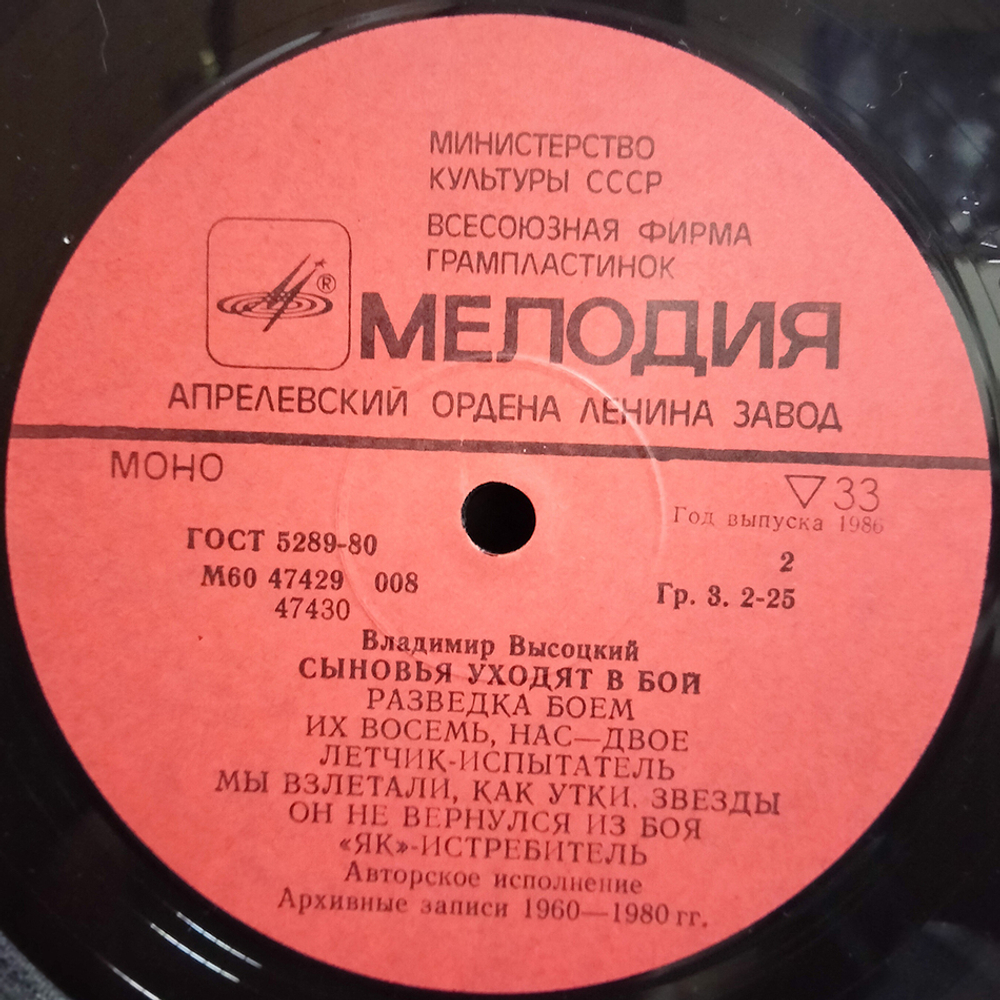 МИНИСТЕРСТВО
КУЛЬТУРЫ СССР
ВСЕСОЮЗНАЯ ФИРМА
ГРАМПЛАСТИНОК
®
МЕЛОДИЯ
АПРЕЛЕВСКИЙ ОРДЕНА ЛЕНИНА ЗАВОД
МОНО
▽33
Год выпуска 1986
ГОСТ 5289-80
2
М60 47429 008
Гр. 3. 2-25
47430
Владимир Высоцкий
СЫНОВЬЯ УХОДЯТ В БОЙ
РАЗВЕДКА БОЕМ
ИХ ВОСЕМЬ, НАС—ДВОЕ
ЛЕТЧИК-ИСПЫТАТЕЛЬ
МЫ ВЗЛЕТАЛИ, КАК УТКИ. ЗВЕЗДЫ
ОН НЕ ВЕРНУЛСЯ ИЗ БОЯ
«ЯК»-ИСТРЕБИТЕЛЬ
Авторское исполнение
Архивные записи 1960—1980 гг.